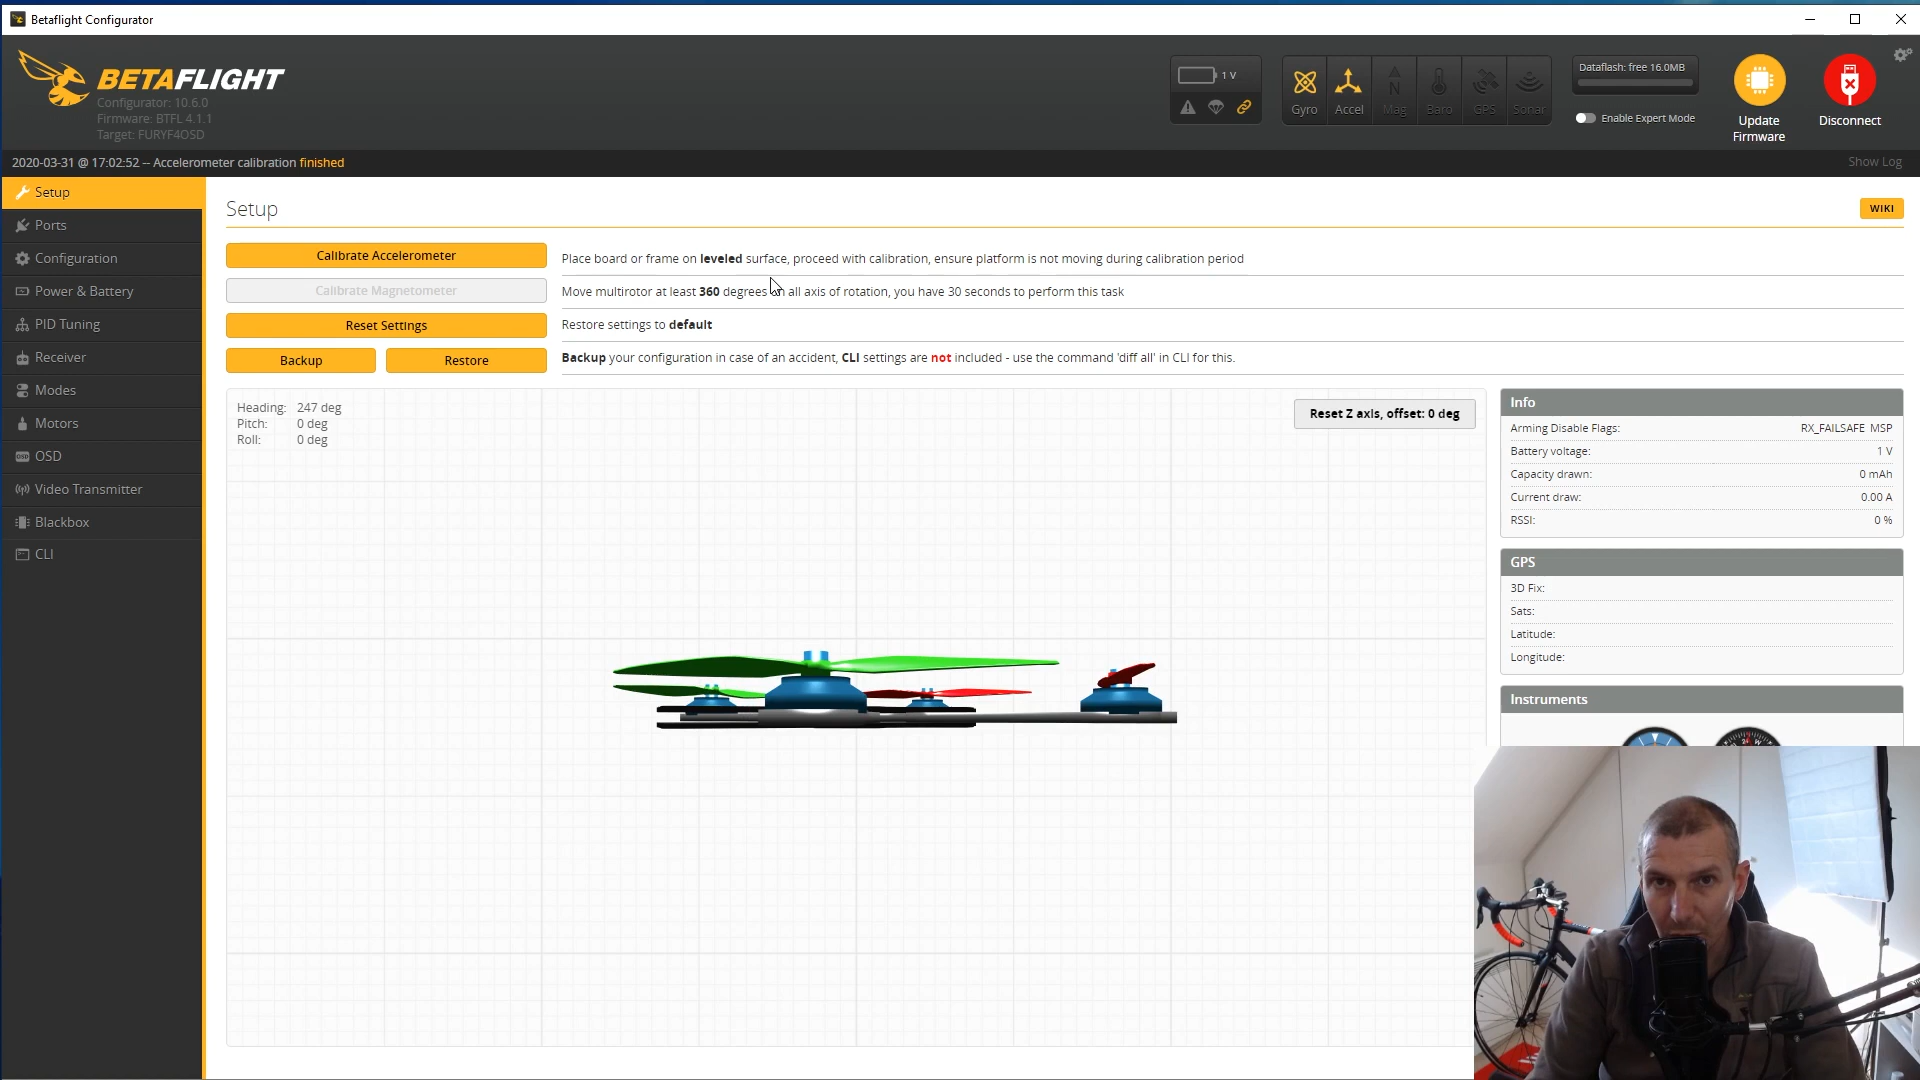 Betaflight Configurator
BETAFLIGHT
Configurator: 10.6.0
Firmware: BTFL 4.1.1
Target: FURYF4OSD
1 V
Gyro
Accel
Mag
Baro
GPS
Sonar
Dataflash: free 16.0MB
Enable Expert Mode
Update
Firmware
Disconnect
2020-03-31 @ 17:02:52 -- Accelerometer calibration finished
Show Log
Setup
Ports
Configuration
Power & Battery
PID Tuning
Receiver
Modes
Motors
OSD
Video Transmitter
Blackbox
CLI
Setup
WIKI
Calibrate Accelerometer
Place board or frame on leveled surface, proceed with calibration, ensure platform is not moving during calibration period
Calibrate Magnetometer
Move multirotor at least 360 degrees on all axis of rotation, you have 30 seconds to perform this task
Reset Settings
Restore settings to default
Backup
Restore
Backup your configuration in case of an accident, CLI settings are not included - use the command 'diff all' in CLI for this.
Heading: 247 deg
Pitch: 0 deg
Roll: 0 deg
Reset Z axis, offset: 0 deg
Info
Arming Disable Flags: RX_FAILSAFE MSP
Battery voltage: 1 V
Capacity drawn: 0 mAh
Current draw: 0.00 A
RSSI: 0 %
GPS
3D Fix:
Sats:
Latitude:
Longitude:
Instruments